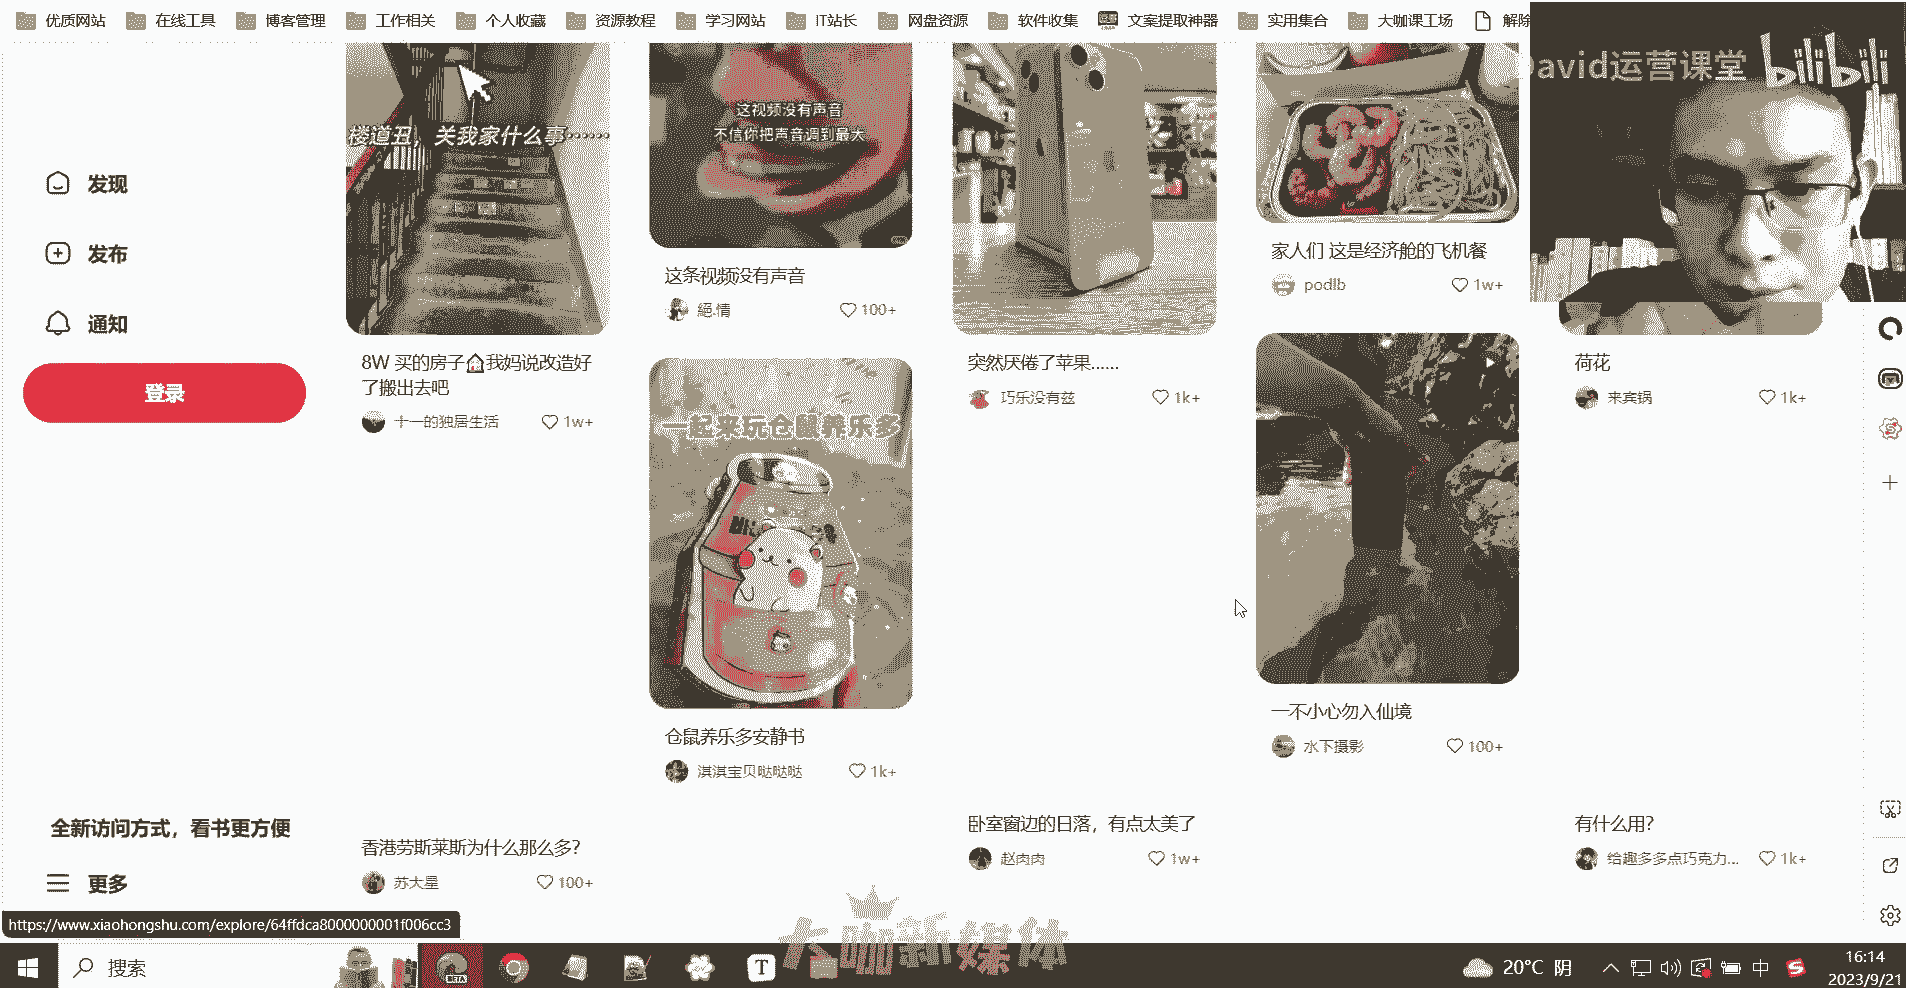 优质网站 在线工具 博客管理 工作相关 个人收藏 资源教程 学习网站 IT站长 网盘资源 软件收集 文案提取神器 实用集合 大咖课工场 解除
David运营课堂 bilibili
发现
发布
通知
登录
全新访问方式，看书更方便
更多
楼道丑，关我家什么事……
8W 买的房子🏠我妈说改造好
了搬出去吧
十一的独居生活 1w+
香港劳斯莱斯为什么那么多？
苏大星 100+
这视频没有声音
不信你把声音调到最大
这条视频没有声音
絕.情 100+
一起来玩仓鼠养乐多
仓鼠养乐多安静书
淇淇宝贝哒哒哒 1k+
突然厌倦了苹果……
巧乐没有兹 1k+
卧室窗边的日落，有点太美了
赵肉肉 1w+
家人们 这是经济舱的飞机餐
podlb 1w+
一不小心勿入仙境
水下摄影 100+
荷花
来宾锅 1k+
有什么用？
给趣多多点巧克力... 1k+
https://www.xiaohongshu.com/explore/64ffdca8000000001f006cc3
大咖新媒体
搜索
BETA
T
20°C 阴
中
16:14
2023/9/21